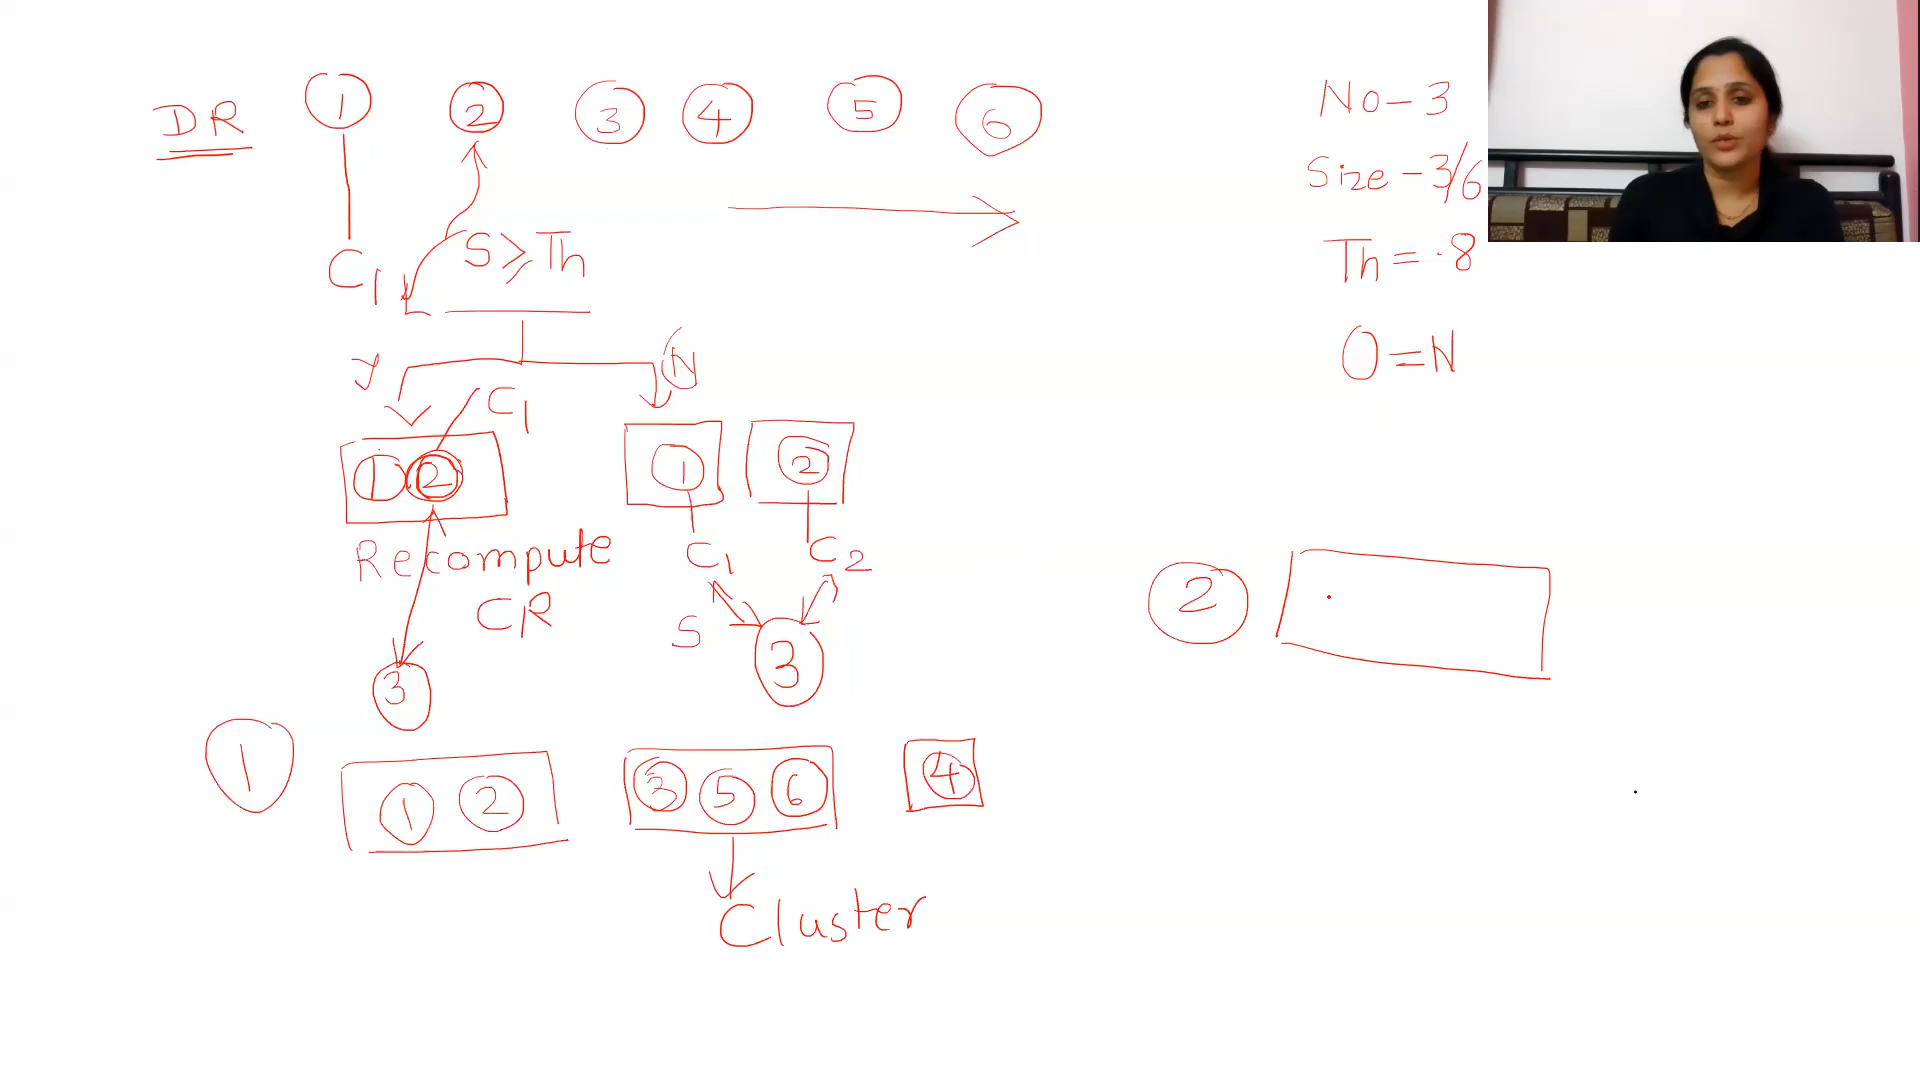 DR 1 2 3 4 5 6
No-3
Size-3/6
Th=.8
O=N
S≥Th
C1
Y N
C1
1 2 1 2
Recompute
CR
C1 C2
S
3 3
2
1
1 2 3 5 6 4
Cluster